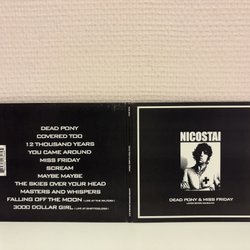 DEAD PONY
COVERED TOO
12 THOUSAND YEARS
YOU CAME AROUND
MISS FRIDAY
SCREAM
MAYBE MAYBE
THE SKIES OVER YOUR HEAD
MASTERS AND WHISPERS
FALLING OFF THE MOON
3000 DOLLAR GIRL
NICOSTAI
DEAD PONY & MISS FRIDAY